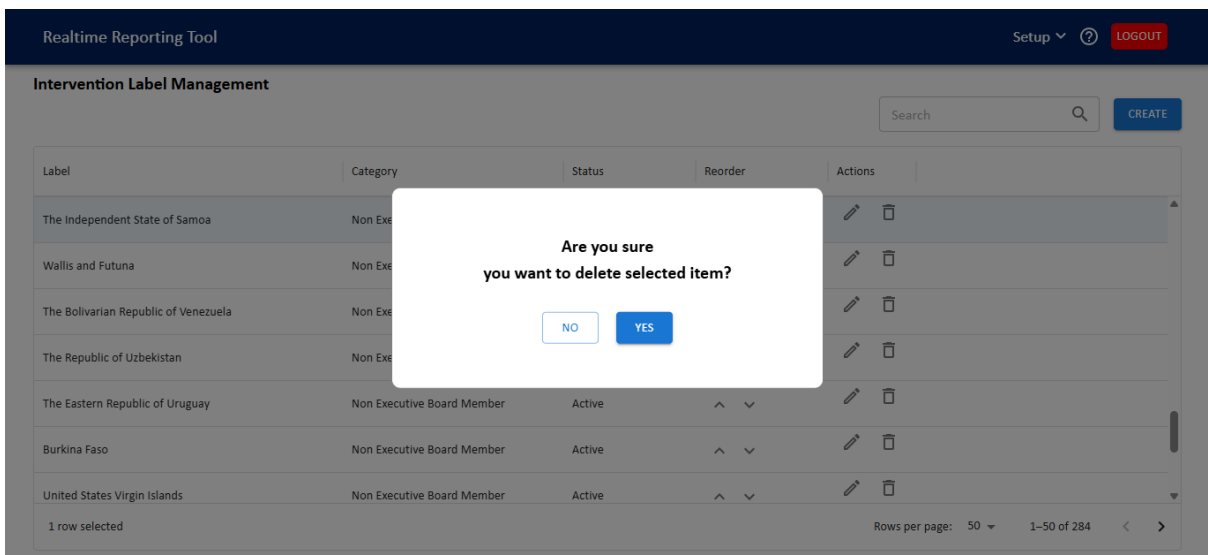 Realtime Reporting Tool Setup LOGOUT
Intervention Label Management
Search CREATE
Label Category Status Reorder Actions
The Independent State of Samoa Non Exe
Wallis and Futuna Non Exe
The Bolivarian Republic of Venezuela Non Exe
The Republic of Uzbekistan Non Exe
Are you sure
you want to delete selected item?
NO YES
The Eastern Republic of Uruguay Non Executive Board Member Active
Burkina Faso Non Executive Board Member Active
United States Virgin Islands Non Executive Board Member Active
1 row selected Rows per page: 50 1–50 of 284